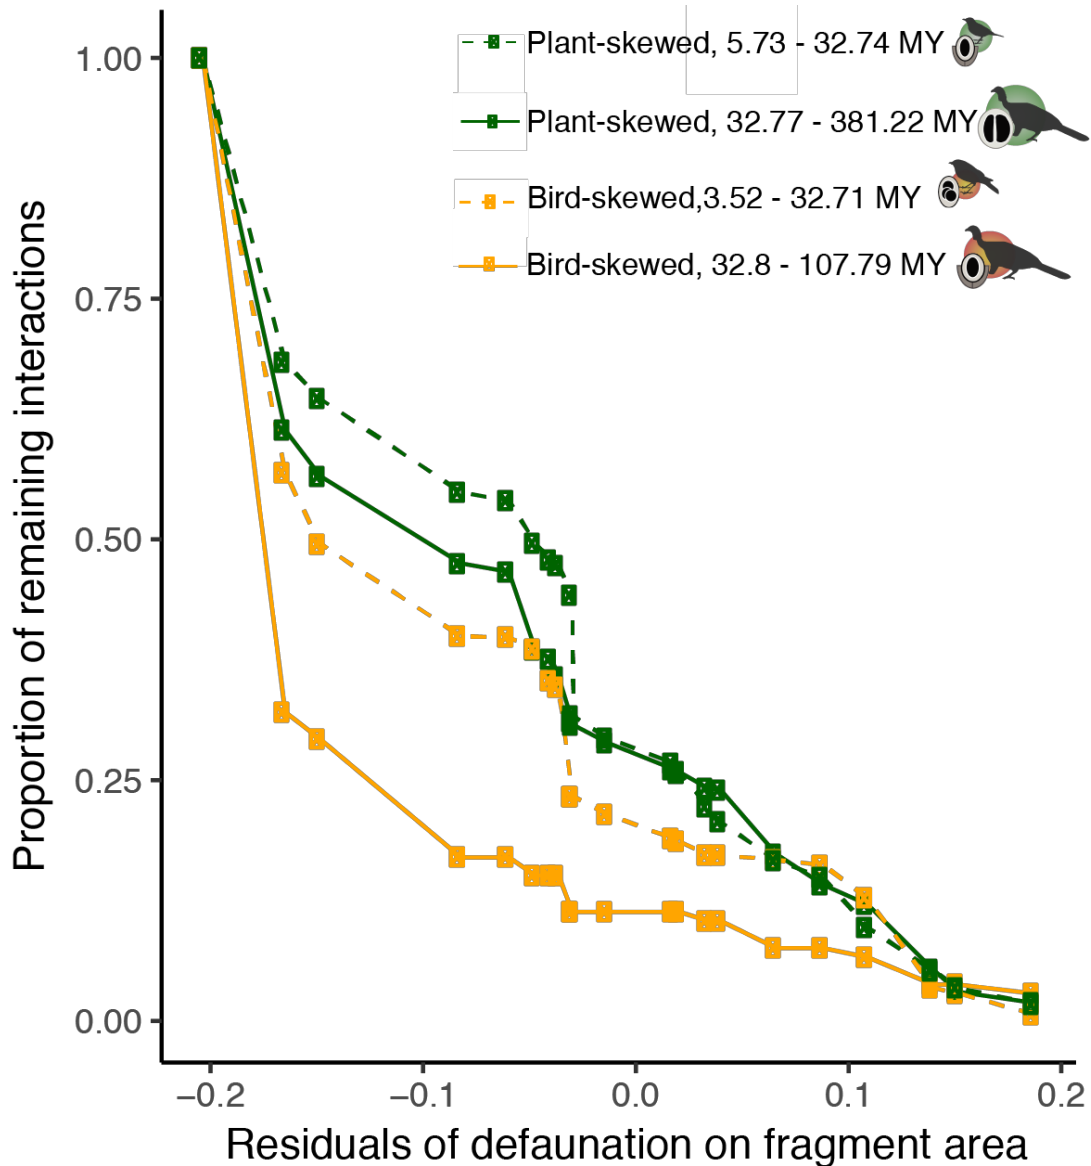 Plant-skewed, 5.73 - 32.74 MY
Plant-skewed, 32.77 - 381.22 MY
Bird-skewed,3.52 - 32.71 MY
Bird-skewed, 32.8 - 107.79 MY
Proportion of remaining interactions
1.00
0.75
0.50
0.25
0.00
−0.2
−0.1
0.0
0.1
0.2
Residuals of defaunation on fragment area